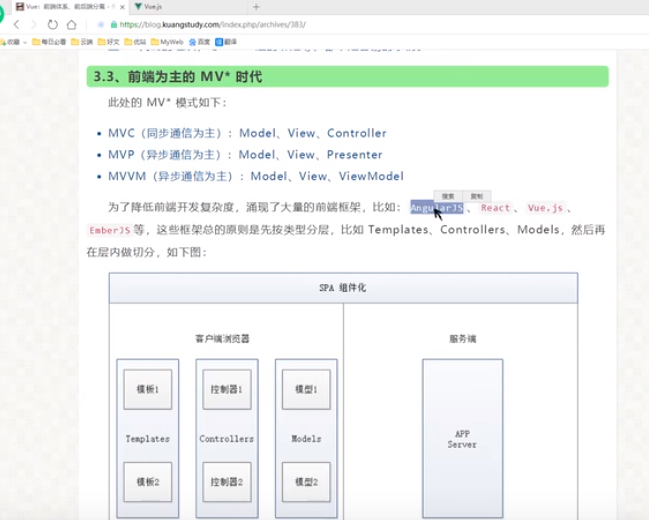 Vue: 前端体系、前后端分离 -
Vue.js
https://blog.kuangstudy.com/index.php/archives/383/
收藏 每日必看 云端 好文 优站 MyWeb 百度 翻译
3.3、前端为主的 MV* 时代
此处的 MV* 模式如下：
MVC（同步通信为主）：Model、View、Controller
MVP（异步通信为主）：Model、View、Presenter
MVVM（异步通信为主）：Model、View、ViewModel
搜索 复制
为了降低前端开发复杂度，涌现了大量的前端框架，比如： AngularJS 、 React 、 Vue.js 、
EmberJS 等，这些框架总的原则是先按类型分层，比如 Templates、Controllers、Models，然后再
在层内做切分，如下图：
SPA 组件化
客户端浏览器
服务端
模板1 控制器1 模型1
Templates Controllers Models
APP
Server
模板2 控制器2 模型2